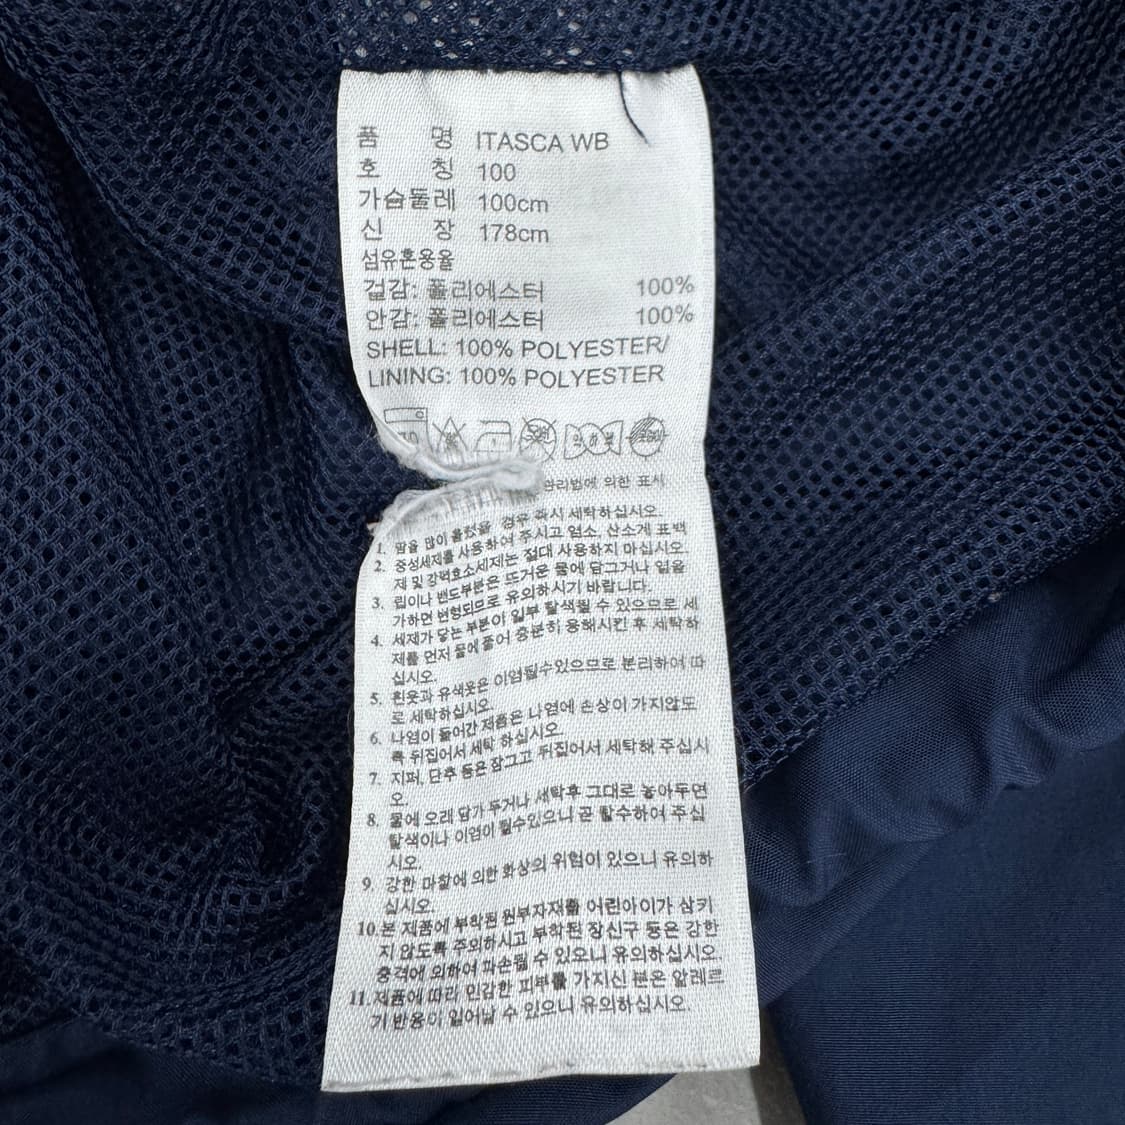 품 명 ITASCA WB
호 칭 100
가슴둘레 100cm
신 장 178cm
섬유혼용율
겉감: 폴리에스터 100%
안감: 폴리에스터 100%
SHELL: 100% POLYESTER/
LINING: 100% POLYESTER
관리법에 의한 표시
1. 땀을 많이 흘렸을 경우 즉시 세탁하십시오.
2. 중성세제를 사용하여 주시고 염소, 산소계 표백
제 및 강력효소세제는 절대 사용하지 마십시오.
3. 립이나 밴드부분은 뜨거운 물에 담그거나 열을
가하면 변형되므로 유의하시기 바랍니다.
4. 세제가 닿는 부분이 일부 탈색될 수 있으므로 세
제를 먼저 물에 풀어 충분히 용해시킨 후 세탁하
십시오.
5. 흰옷과 유색옷은 이염될수있으므로 분리하여 따
로 세탁하십시오.
6. 나염이 들어간 제품은 나염에 손상이 가지않도
록 뒤집어서 세탁 하십시오.
7. 지퍼, 단추 등은 잠그고 뒤집어서 세탁해 주십시
오.
8. 물에 오래 담가 두거나 세탁후 그대로 놓아두면
탈색이나 이염이 될수있으니 곧 탈수하여 주십
시오.
9. 강한 마찰에 의한 화상의 위험이 있으니 유의하
십시오.
10. 본 제품에 부착된 원부자재를 어린아이가 삼키
지 않도록 주의하시고 부착된 장신구 등은 강한
충격에 의하여 파손될 수 있으니 유의하십시오.
11. 제품에 따라 민감한 피부를 가지신 분은 알레르
기 반응이 일어날 수 있으니 유의하십시오.